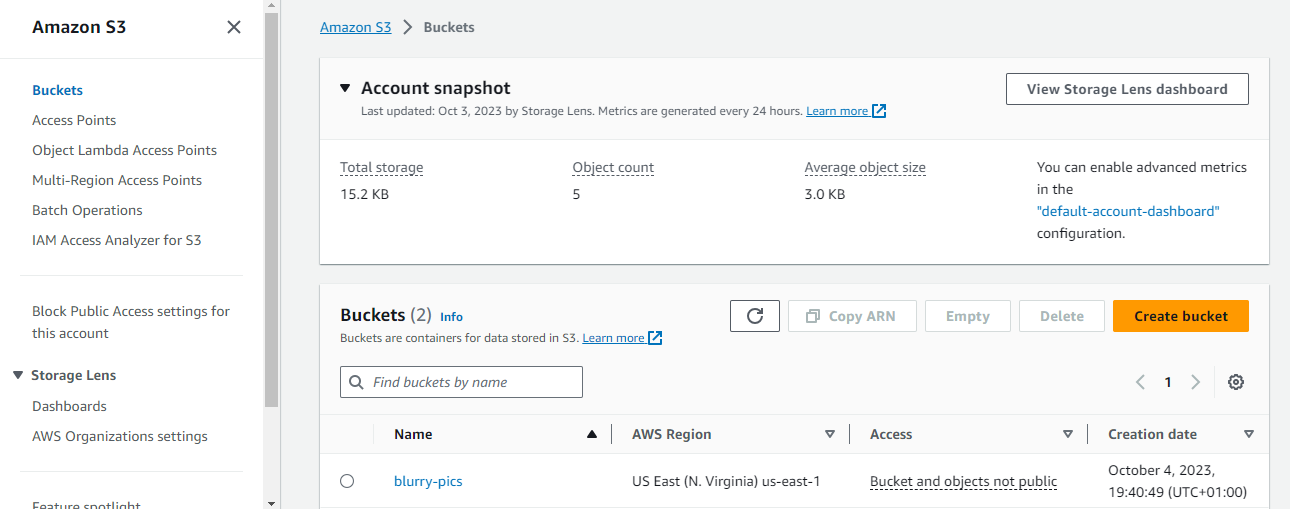 Amazon S3
Buckets
Access Points
Object Lambda Access Points
Multi-Region Access Points
Batch Operations
IAM Access Analyzer for S3
Block Public Access settings for
this account
Storage Lens
Dashboards
AWS Organizations settings
Feature spotlight
Amazon S3 > Buckets
Account snapshot
Last updated: Oct 3, 2023 by Storage Lens. Metrics are generated every 24 hours. Learn more
View Storage Lens dashboard
Total storage
15.2 KB
Object count
5
Average object size
3.0 KB
You can enable advanced metrics
in the
"default-account-dashboard"
configuration.
Buckets (2) Info
Buckets are containers for data stored in S3. Learn more
Copy ARN
Empty
Delete
Create bucket
Find buckets by name
1
Name AWS Region Access Creation date
blurry-pics US East (N. Virginia) us-east-1 Bucket and objects not public October 4, 2023,
19:40:49 (UTC+01:00)